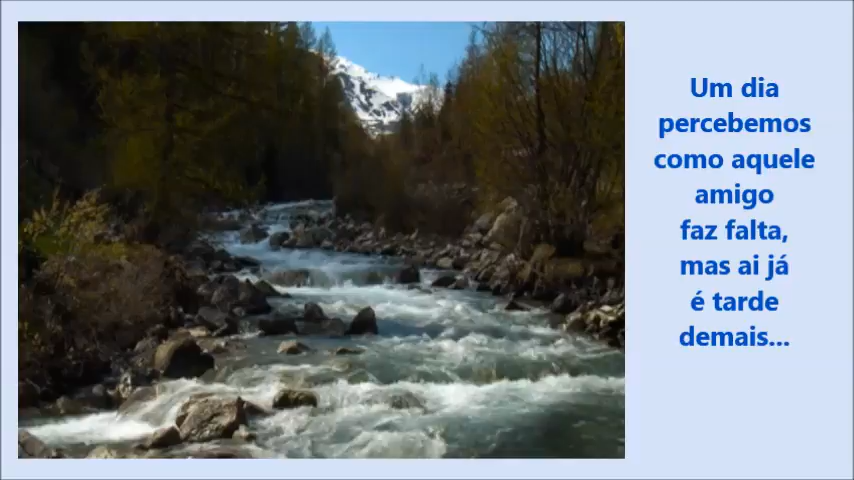 Um dia
percebemos
como aquele
amigo
faz falta,
mas ai já
é tarde
demais...